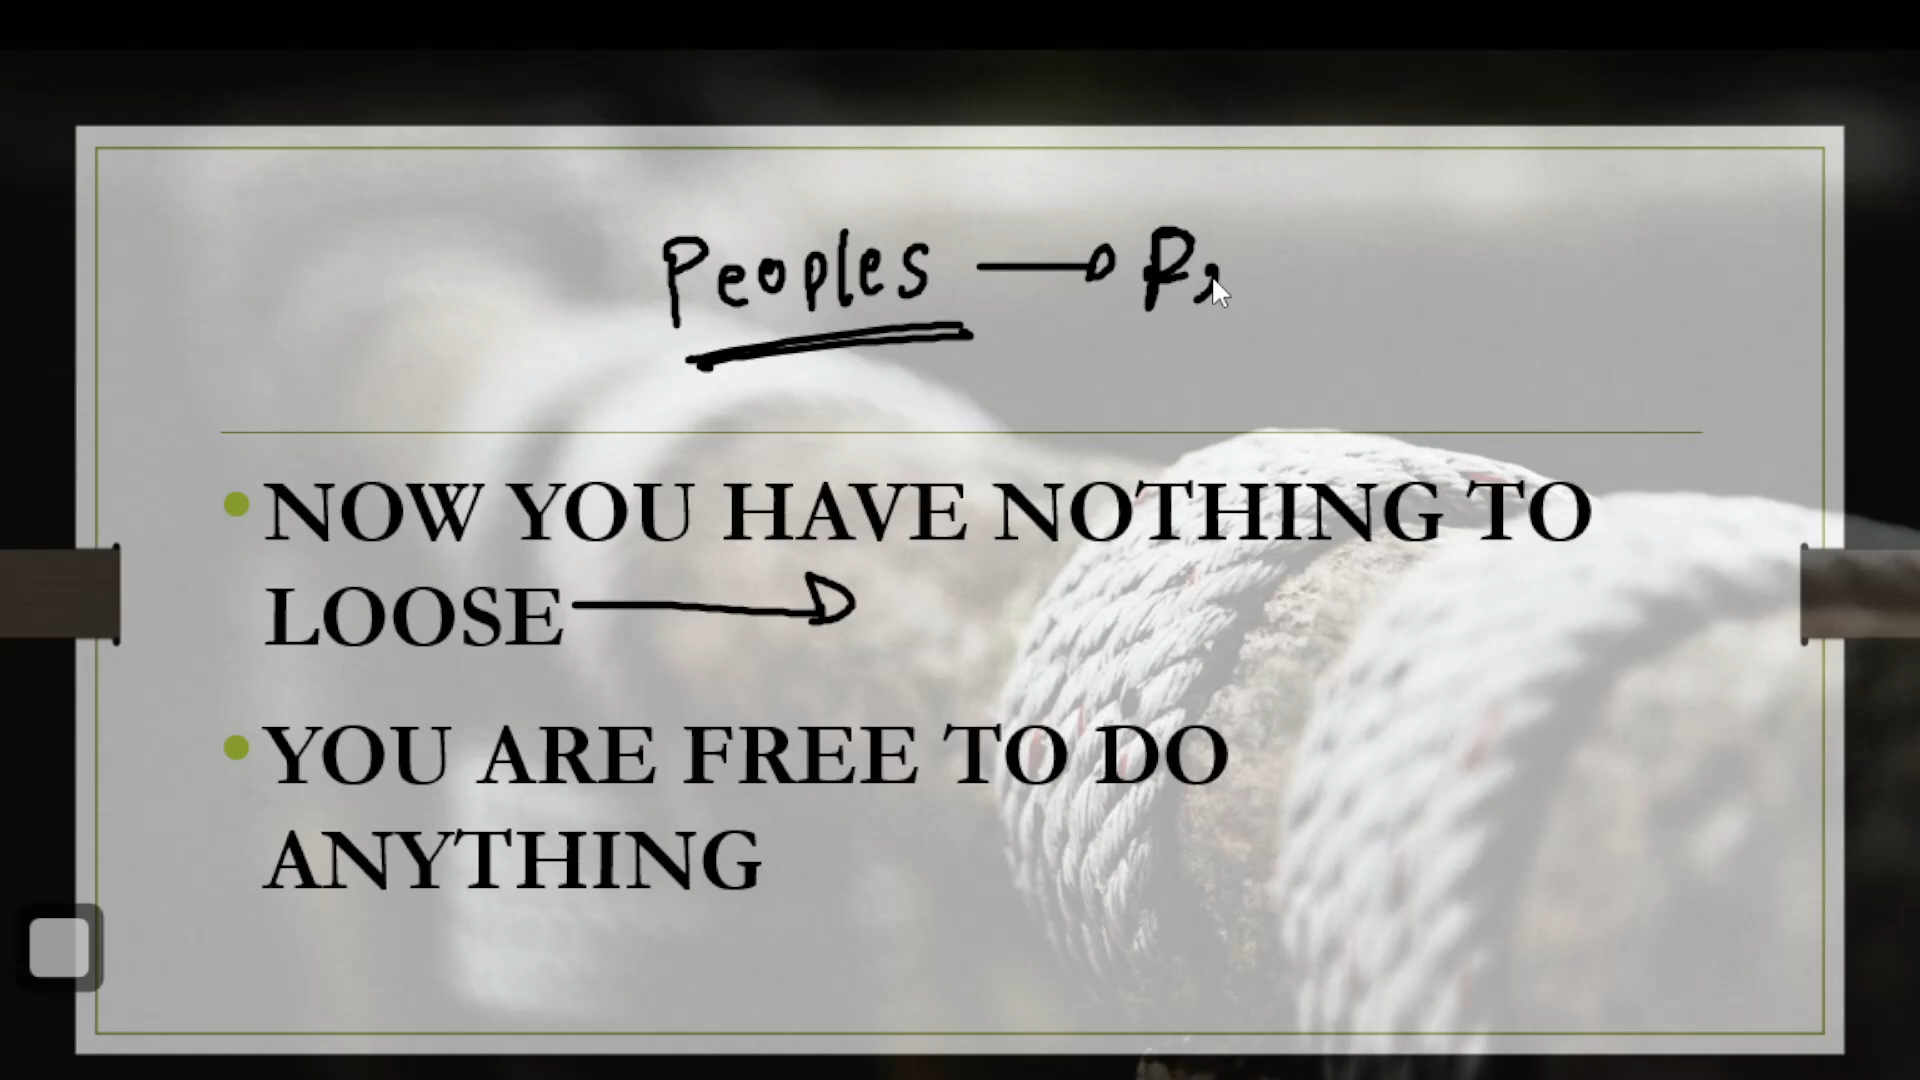 Peoples
NOW YOU HAVE NOTHING TO
LOOSE
YOU ARE FREE TO DO
ANYTHING